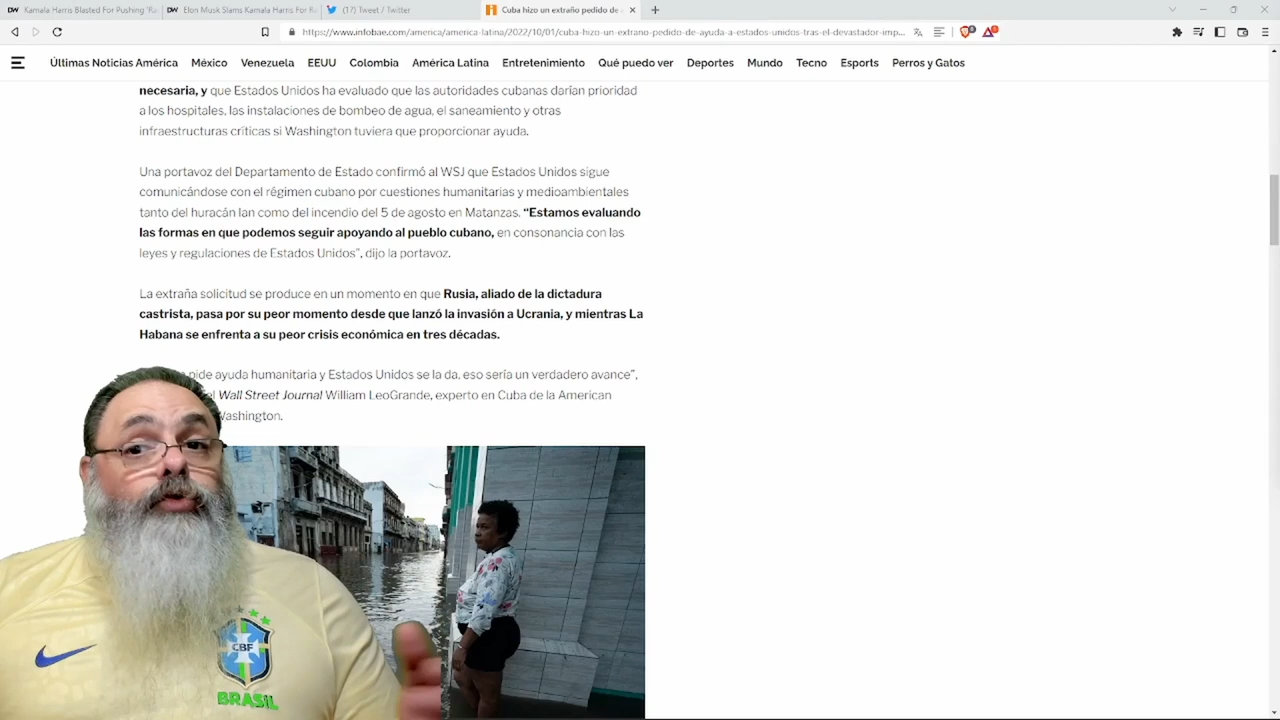 Kamala Harris Blasted For Pushing 'Ra
Elon Musk Slams Kamala Harris For R
(17) Tweet / Twitter
Cuba hizo un extraño pedido de
https://www.infobae.com/america/america-latina/2022/10/01/cuba-hizo-un-extrano-pedido-de-ayuda-a-estados-unidos-tras-el-devastador-imp...
Últimas Noticias América México Venezuela EEUU Colombia América Latina Entretenimiento Qué puedo ver Deportes Mundo Tecno Esports Perros y Gatos
necesaria, y que Estados Unidos ha evaluado que las autoridades cubanas darían prioridad
a los hospitales, las instalaciones de bombeo de agua, el saneamiento y otras
infraestructuras críticas si Washington tuviera que proporcionar ayuda.
Una portavoz del Departamento de Estado confirmó al WSJ que Estados Unidos sigue
comunicándose con el régimen cubano por cuestiones humanitarias y medioambientales
tanto del huracán Ian como del incendio del 5 de agosto en Matanzas. “Estamos evaluando
las formas en que podemos seguir apoyando al pueblo cubano, en consonancia con las
leyes y regulaciones de Estados Unidos”, dijo la portavoz.
La extraña solicitud se produce en un momento en que Rusia, aliado de la dictadura
castrista, pasa por su peor momento desde que lanzó la invasión a Ucrania, y mientras La
Habana se enfrenta a su peor crisis económica en tres décadas.
pide ayuda humanitaria y Estados Unidos se la da, eso sería un verdadero avance”,
el Wall Street Journal William LeoGrande, experto en Cuba de la American
Washington.
CBF
BRASIL